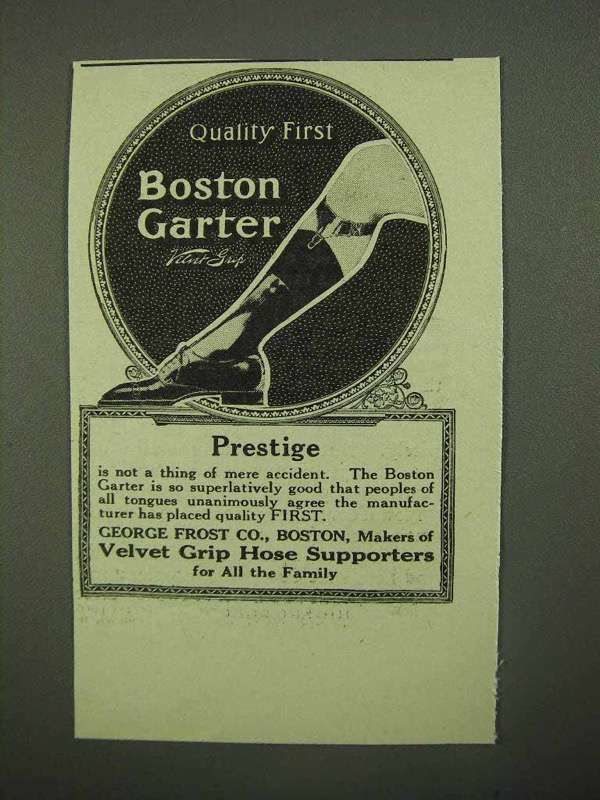 Quality First
Boston
Garter
Velvet Grip
Prestige
is not a thing of mere accident. The Boston
Garter is so superlatively good that peoples of
all tongues unanimously agree the manufac-
turer has placed quality FIRST.
GEORGE FROST CO., BOSTON, Makers of
Velvet Grip Hose Supporters
for All the Family